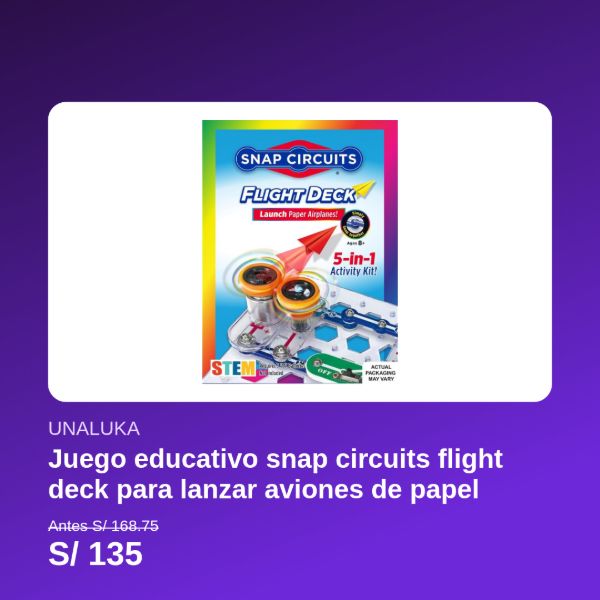 SNAP CIRCUITS
FLIGHT DECK
Launch Paper Airplanes!
Ages 8+
5-in-1
Activity Kit!
STEM
OFF
ACTUAL
PACKAGING
MAY VARY
UNALUKA
Juego educativo snap circuits flight
deck para lanzar aviones de papel
Antes S/ 168.75
S/ 135